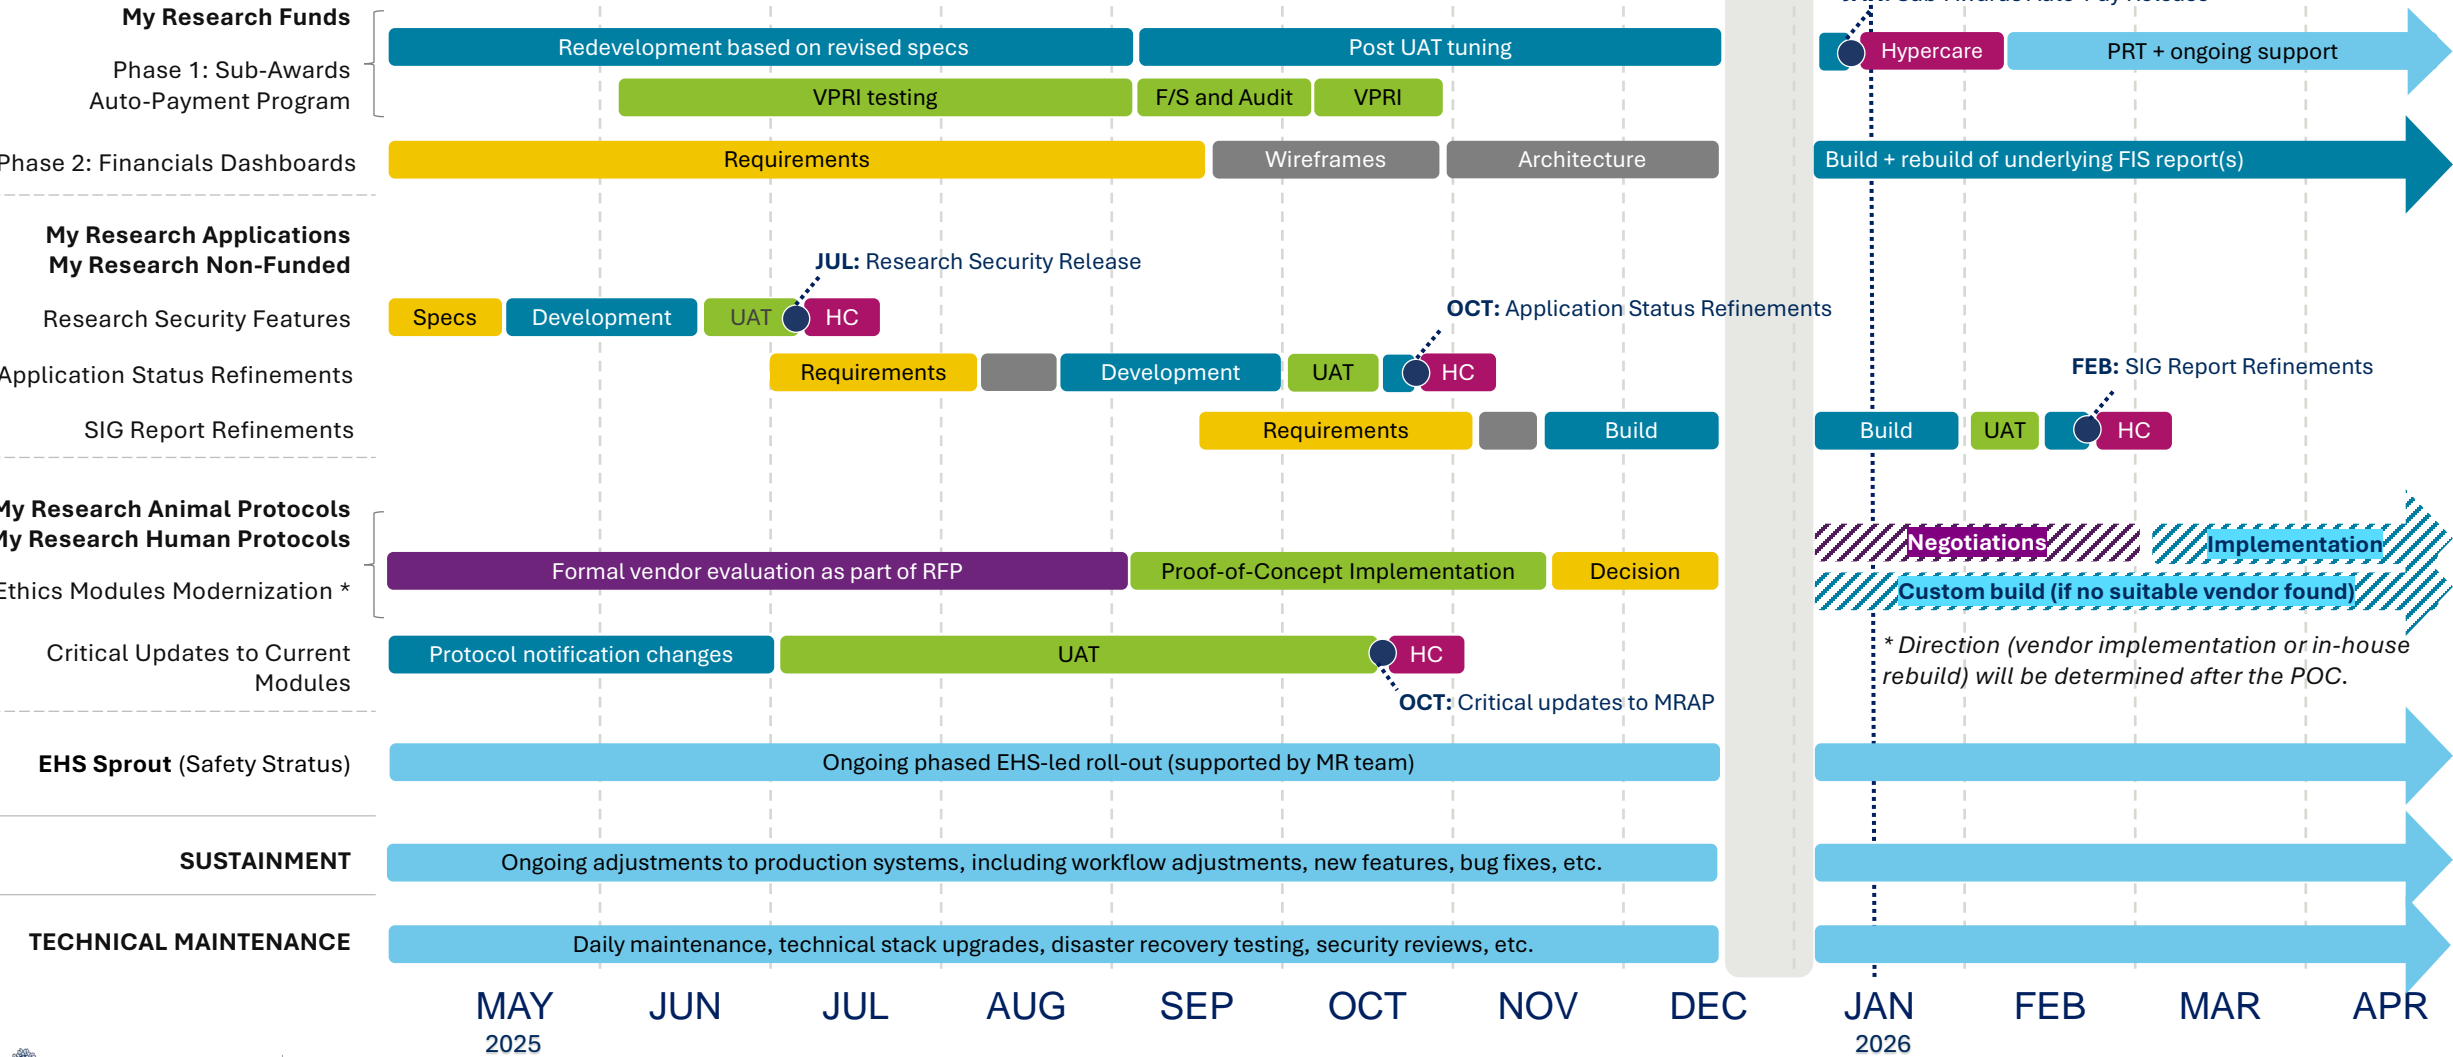 My Research Funds
Phase 1: Sub-Awards
Auto-Payment Program
Redevelopment based on revised specs
Post UAT tuning
Hypercare
PRT + ongoing support
VPRI testing
F/S and Audit
VPRI
Phase 2: Financials Dashboards
Requirements
Wireframes
Architecture
Build + rebuild of underlying FIS report(s)
My Research Applications
My Research Non-Funded
JUL: Research Security Release
Research Security Features
Specs
Development
UAT
HC
OCT: Application Status Refinements
Application Status Refinements
Requirements
Development
UAT
HC
FEB: SIG Report Refinements
SIG Report Refinements
Requirements
Build
Build
UAT
HC
My Research Animal Protocols
My Research Human Protocols
Ethics Modules Modernization *
Formal vendor evaluation as part of RFP
Proof-of-Concept Implementation
Decision
Negotiations
Implementation
Custom build (if no suitable vendor found)
* Direction (vendor implementation or in-house
rebuild) will be determined after the POC.
Critical Updates to Current
Modules
Protocol notification changes
UAT
HC
OCT: Critical updates to MRAP
EHS Sprout (Safety Stratus)
Ongoing phased EHS-led roll-out (supported by MR team)
SUSTAINMENT
Ongoing adjustments to production systems, including workflow adjustments, new features, bug fixes, etc.
TECHNICAL MAINTENANCE
Daily maintenance, technical stack upgrades, disaster recovery testing, security reviews, etc.
MAY JUN JUL AUG SEP OCT NOV DEC JAN FEB MAR APR
2025 2026